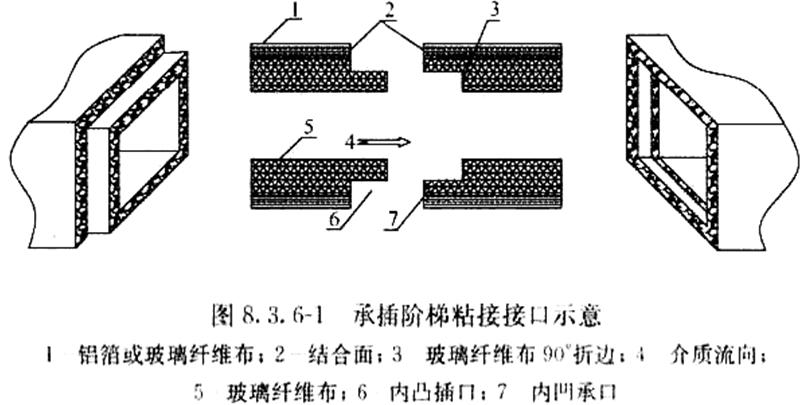 1
2
3
5
4
6
7
图 8.3.6-1 承插阶梯粘接接口示意
1 铝箔或玻璃纤维布；2—结合面；3 玻璃纤维布 90°折边；4 介质流向；
5 玻璃纤维布；6 内凸插口；7 内凹承口